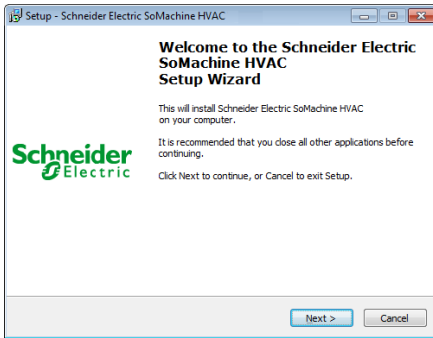 Setup - Schneider Electric SoMachine HVAC
Welcome to the Schneider Electric
SoMachine HVAC
Setup Wizard
This will install Schneider Electric SoMachine HVAC
on your computer.
It is recommended that you close all other applications before
continuing.
Click Next to continue, or Cancel to exit Setup.
Schneider
Electric
Next >
Cancel